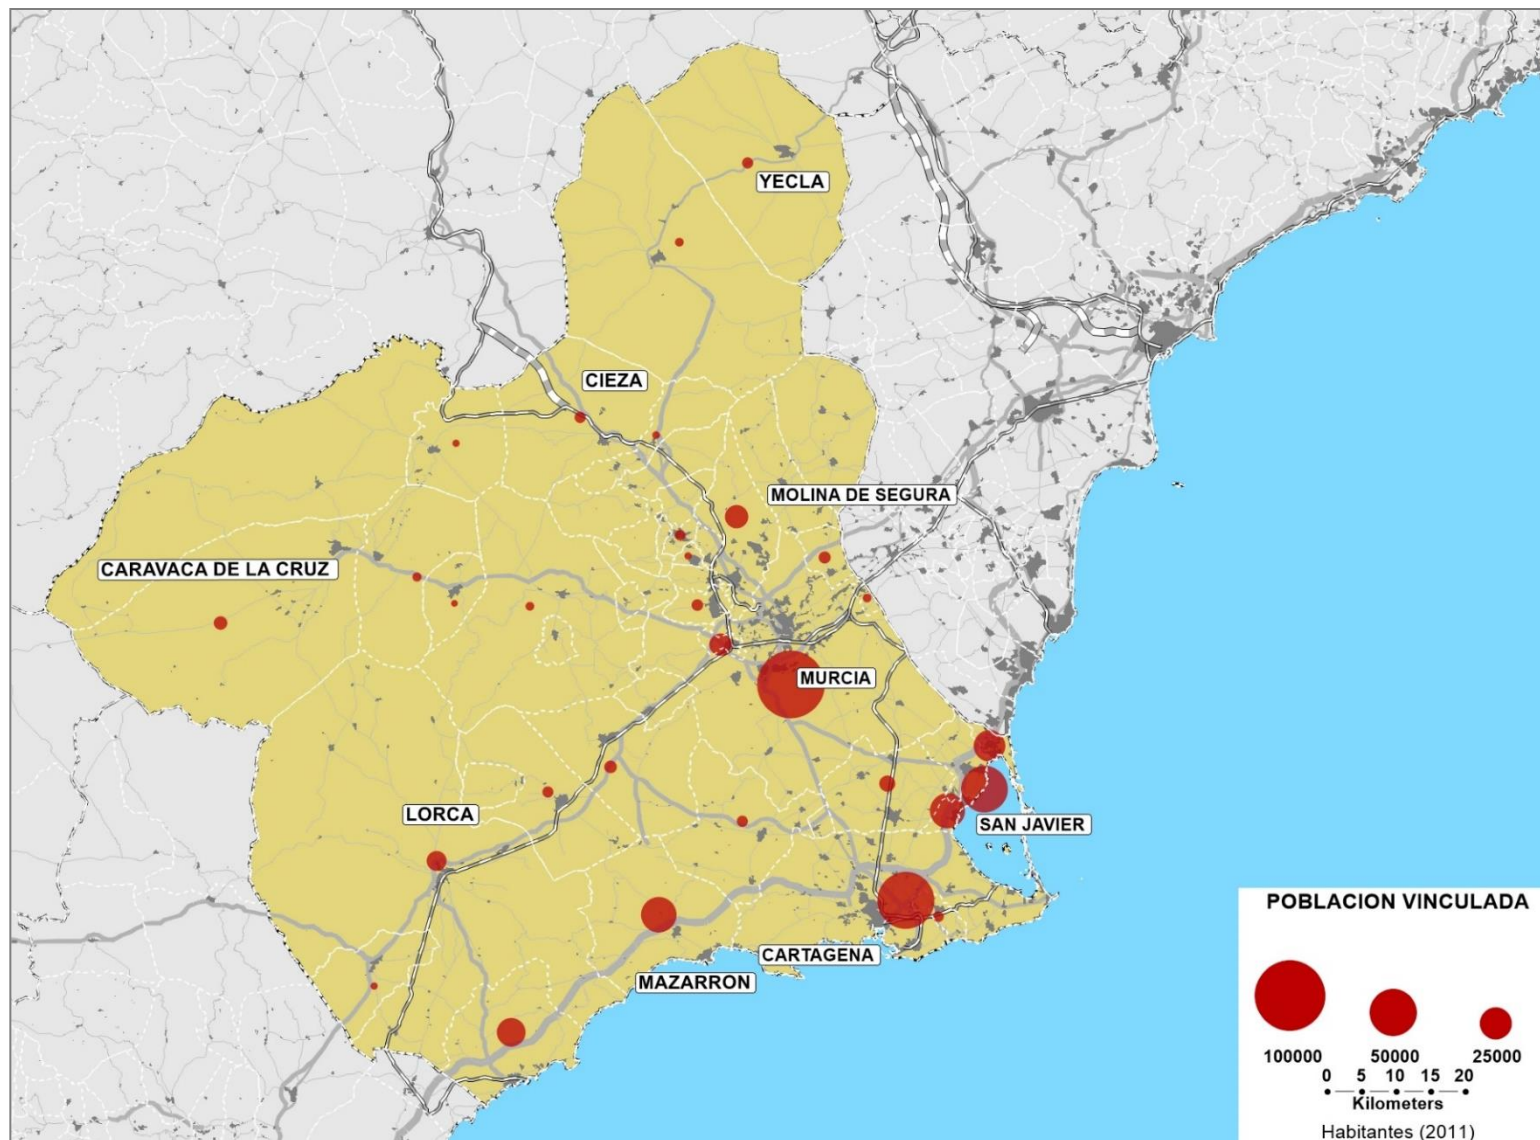 YECLA
CIEZA
MOLINA DE SEGURA
CARAVACA DE LA CRUZ
MURCIA
LORCA
SAN JAVIER
CARTAGENA
MAZARRON
POBLACION VINCULADA
100000 50000 25000
0 5 10 15 20
Kilometers
Habitantes (2011)